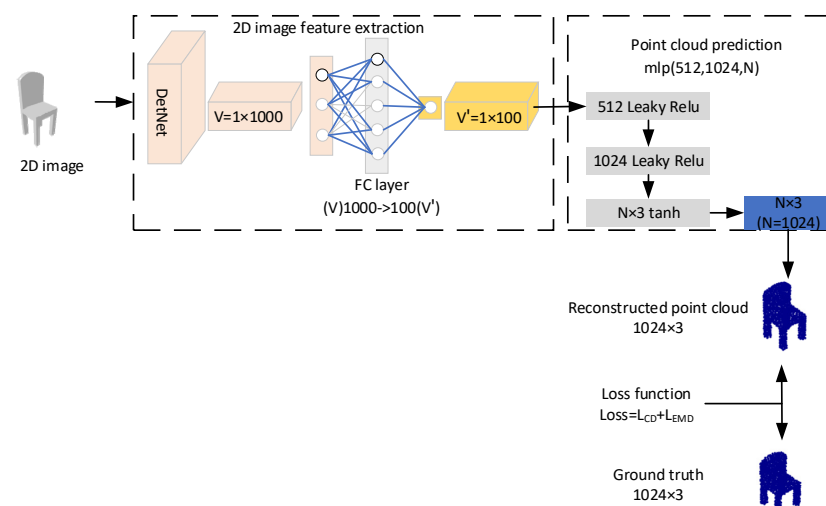 2D image feature extraction
Point cloud prediction
mlp(512,1024,N)
DetNet
V=1×1000
V'=1×100
512 Leaky Relu
1024 Leaky Relu
2D image
FC layer
(V)1000->100(V')
N×3 tanh
N×3
(N=1024)
Reconstructed point cloud
1024×3
Loss function
Loss=LCD+LEMD
Ground truth
1024×3